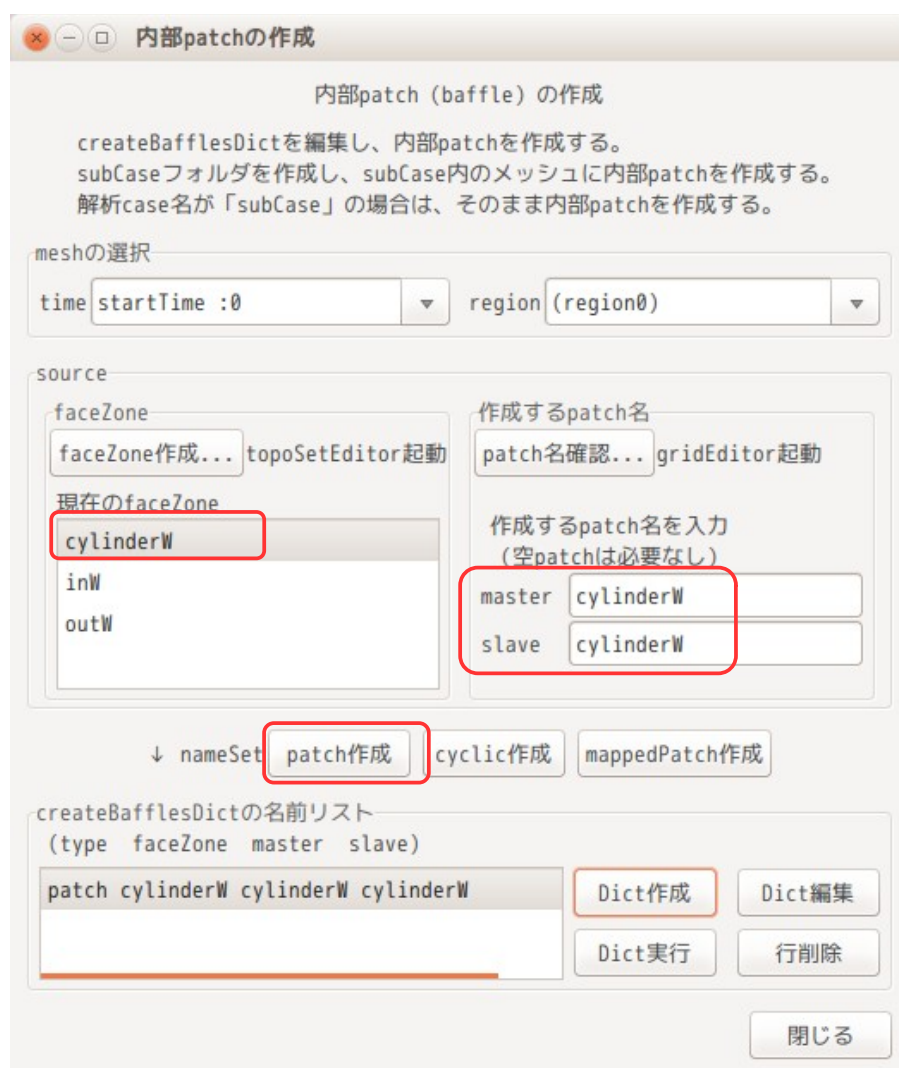 内部patchの作成
内部patch (baffle) の作成
createBafflesDictを編集し、内部patchを作成する。
subCaseフォルダを作成し、subCase内のメッシュに内部patchを作成する。
解析case名が「subCase」の場合は、そのまま内部patchを作成する。
meshの選択
time startTime :0 region (region0)
source
faceZone
faceZone作成... topoSetEditor起動
現在のfaceZone
cylinderW
inW
outW
作成するpatch名
patch名確認... gridEditor起動
作成するpatch名を入力
(空patchは必要なし)
master cylinderW
slave cylinderW
↓ nameSet patch作成 cyclic作成 mappedPatch作成
createBafflesDictの名前リスト
(type faceZone master slave)
patch cylinderW cylinderW cylinderW
Dict作成 Dict編集
Dict実行 行削除
閉じる